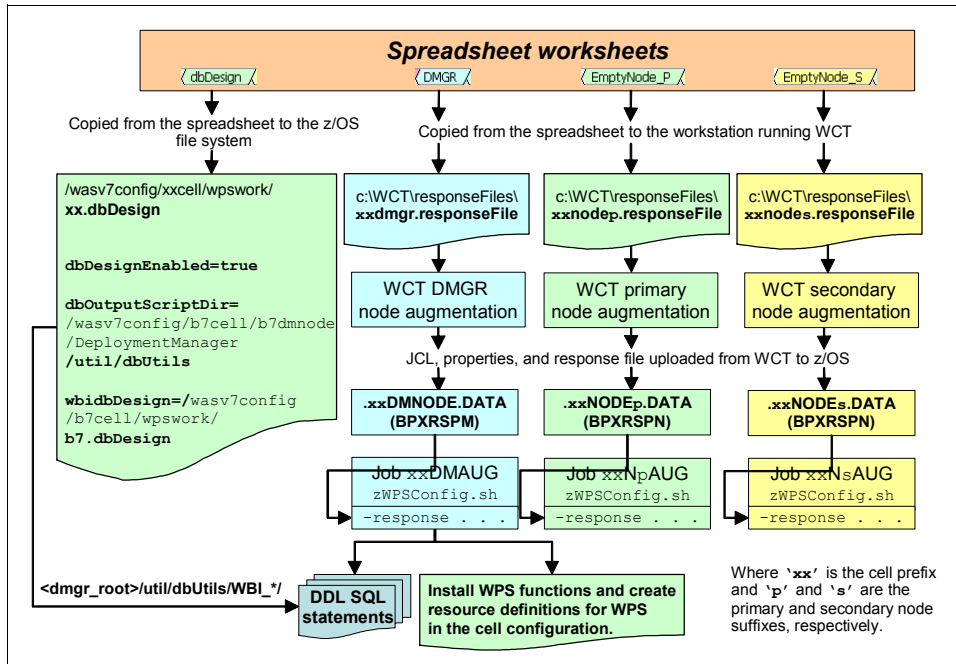 Spreadsheet worksheets
dbDesign
DMGR
EmptyNode_P
EmptyNode_S
Copied from the spreadsheet to the z/OS
file system
Copied from the spreadsheet to the workstation running WCT
/wasv7config/xxcell/wpswork/
xx.dbDesign
dbDesignEnabled=true
dbOutputScriptDir=
/wasv7config/b7cell/b7dmnode
/DeploymentManager
/util/dbUtils
wbidbDesign=/wasv7config
/b7cell/wpswork/
b7.dbDesign
c:\WCT\responseFiles\
xxdmgr.responseFile
c:\WCT\responseFiles\
xxnodep.responseFile
c:\WCT\responseFiles\
xxnodes.responseFile
WCT DMGR
node augmentation
WCT primary
node augmentation
WCT secondary
node augmentation
JCL, properties, and response file uploaded from WCT to z/OS
.xxDMNODE.DATA
(BPXRSPM)
.xxNODEp.DATA
(BPXRSPN)
.xxNODEs.DATA
(BPXRSPN)
Job xxDMAUG
zWPSConfig.sh
-response . . .
Job xxNpAUG
zWPSConfig.sh
-response . . .
Job xxNsAUG
zWPSConfig.sh
-response . . .
<dmgr_root>/util/dbUtils/WBI_*/
DDL SQL
statements
Install WPS functions and create
resource definitions for WPS
in the cell configuration.
Where ‘xx’ is the cell prefix
and ‘p’ and ‘s’ are the
primary and secondary node
suffixes, respectively.